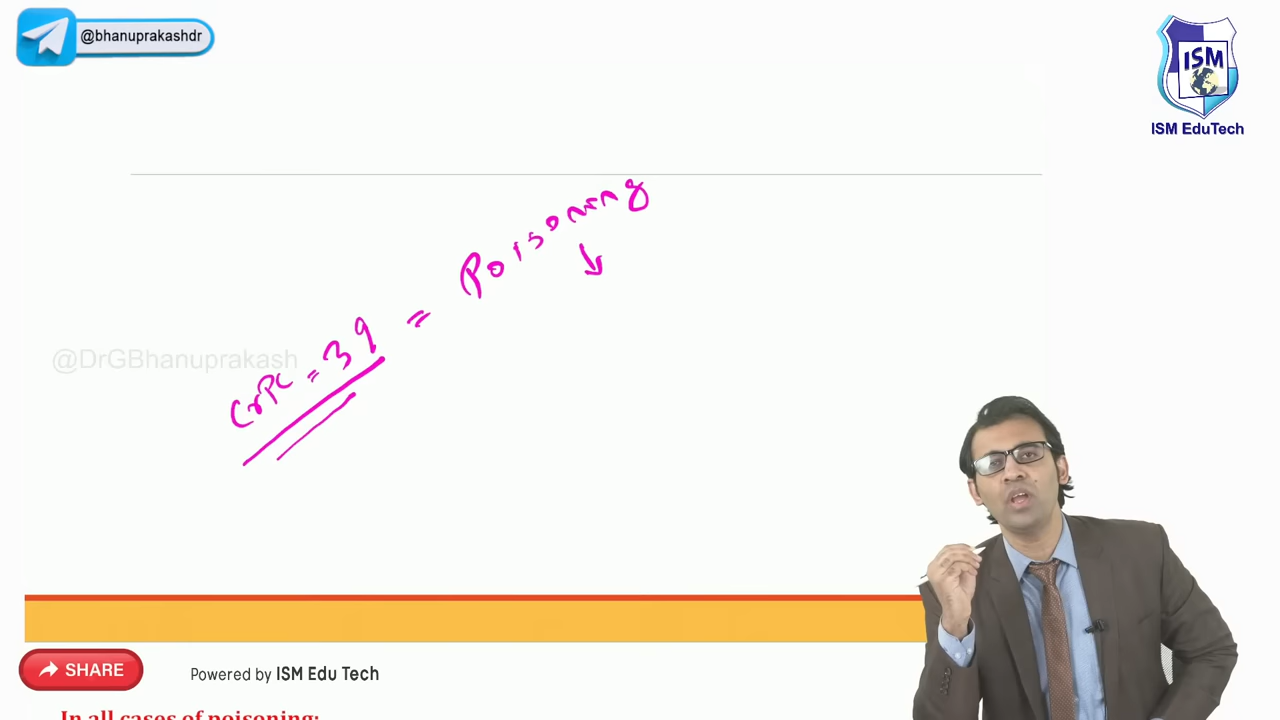 @bhanuprakashdr
ISM
ISM EduTech
Poisoning
=
CrPC = 39
@DrGBhanuprakash
SHARE
Powered by ISM Edu Tech
In all cases of poisoning: